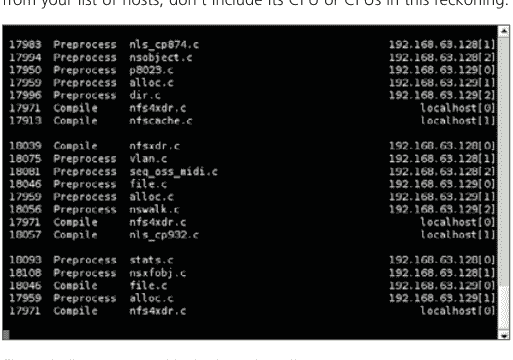 from your list of hosts, don't include its CPU or CPUs in this reckoning.
17983 Preprocess nls_cp874.c 192.168.63.128[1]
17994 Preprocess nsobject.c 192.168.63.128[2]
17950 Preprocess p8023.c 192.168.63.129[0]
17959 Preprocess alloc.c 192.168.63.129[1]
17996 Preprocess dir.c 192.168.63.129[2]
17971 Compile nfs4xdr.c localhost[0]
17913 Compile nfscache.c localhost[1]
18039 Compile nfsxdr.c 192.168.63.128[0]
18075 Preprocess vlan.c 192.168.63.128[1]
18081 Preprocess seq_oss_midi.c 192.168.63.128[2]
18046 Preprocess file.c 192.168.63.129[0]
17959 Preprocess alloc.c 192.168.63.129[1]
18056 Preprocess nswalk.c 192.168.63.129[2]
17971 Compile nfs4xdr.c localhost[0]
18057 Compile nls_cp932.c localhost[1]
18093 Preprocess stats.c 192.168.63.128[0]
18108 Preprocess nsxfobj.c 192.168.63.128[1]
18046 Compile file.c 192.168.63.129[0]
17959 Preprocess alloc.c 192.168.63.129[1]
17971 Compile nfs4xdr.c localhost[0]